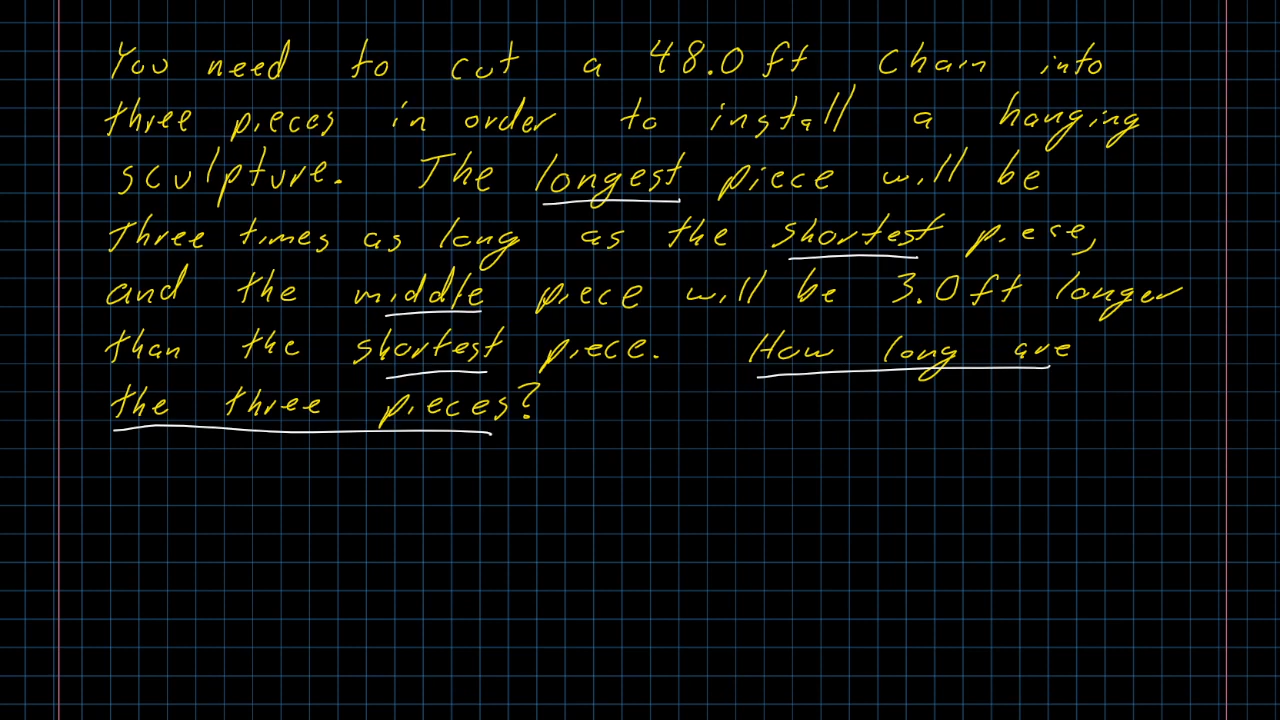 You need to cut a 48.0 ft chain into
three pieces in order to install a hanging
sculpture. The longest piece will be
Three times as long as the shortest piece,
and the middle piece will be 3.0 ft longer
than the shortest piece. How long are
the three pieces?